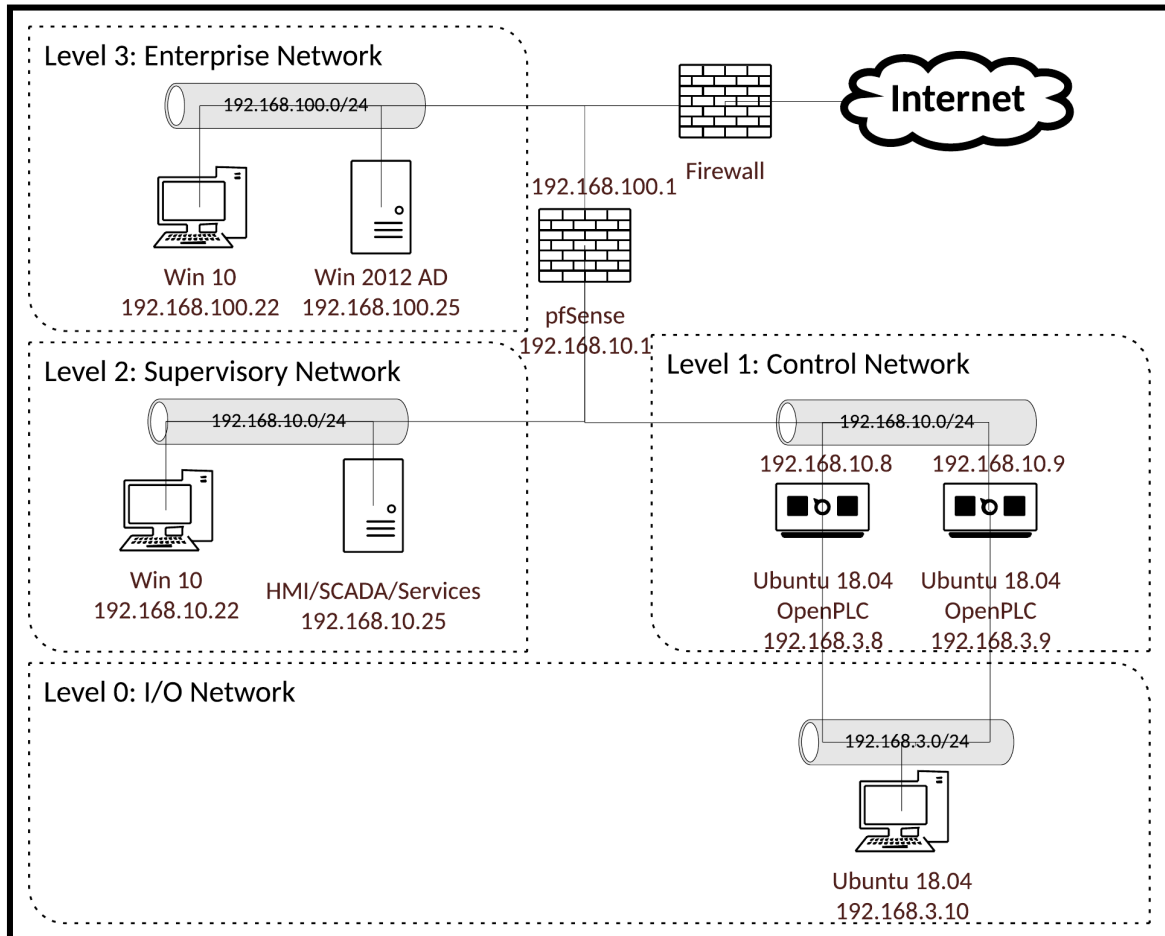 Level 3: Enterprise Network
192.168.100.0/24
Internet
Firewall
192.168.100.1
Win 10
192.168.100.22
Win 2012 AD
192.168.100.25
pfSense
192.168.10.1
Level 2: Supervisory Network
192.168.10.0/24
Win 10
192.168.10.22
HMI/SCADA/Services
192.168.10.25
Level 1: Control Network
192.168.10.0/24
192.168.10.8
192.168.10.9
Ubuntu 18.04
OpenPLC
192.168.3.8
Ubuntu 18.04
OpenPLC
192.168.3.9
Level 0: I/O Network
192.168.3.0/24
Ubuntu 18.04
192.168.3.10